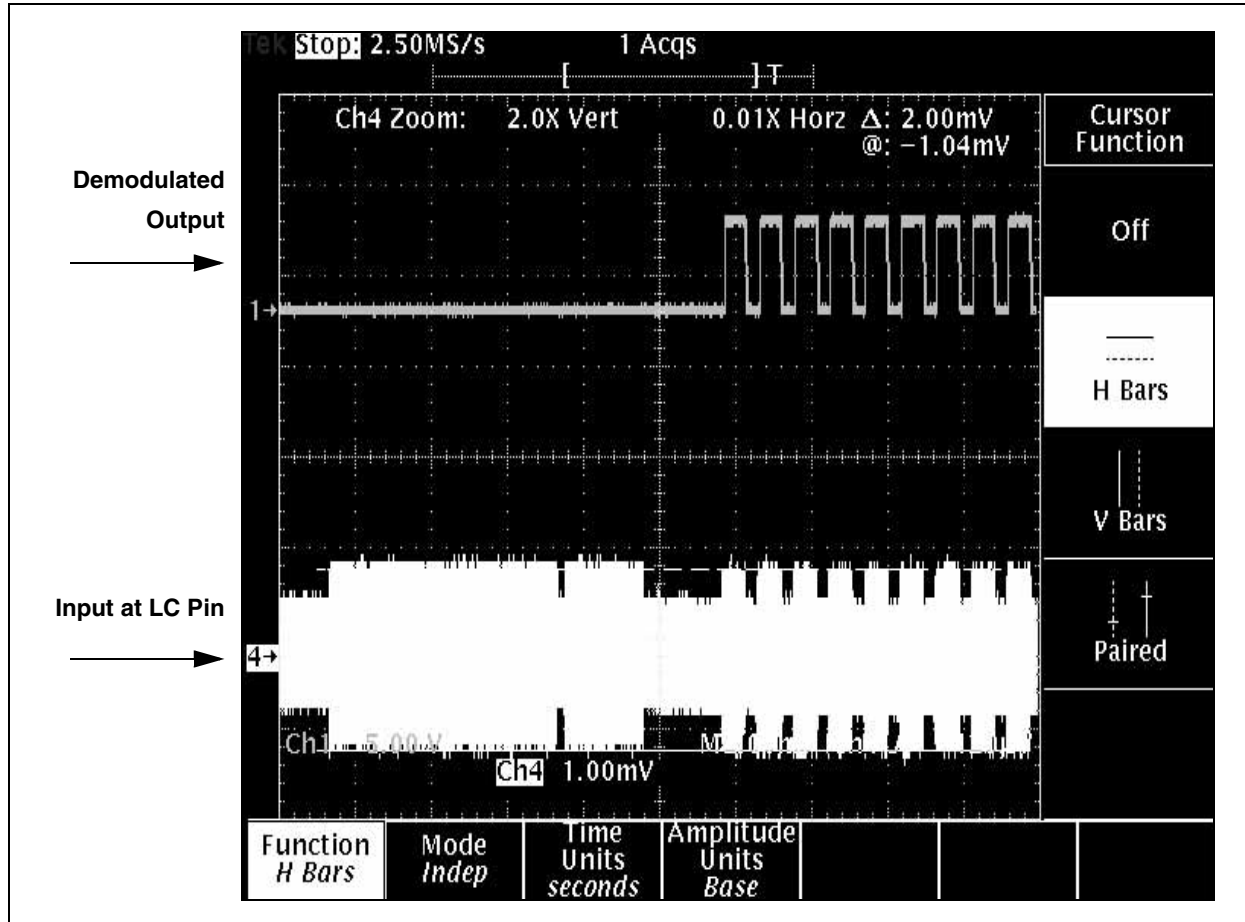 Tek Stop: 2.50MS/s 1 Acqs
[ ] T
Ch4 Zoom: 2.0X Vert 0.01X Horz Δ: 2.00mV
@: −1.04mV
Cursor
Function
Demodulated
Output
Off
1→
H Bars
V Bars
Input at LC Pin
4→
Paired
Ch1 5.00 V
Ch4 1.00mV
Function
H Bars
Mode
Indep
Time
Units
seconds
Amplitude
Units
Base